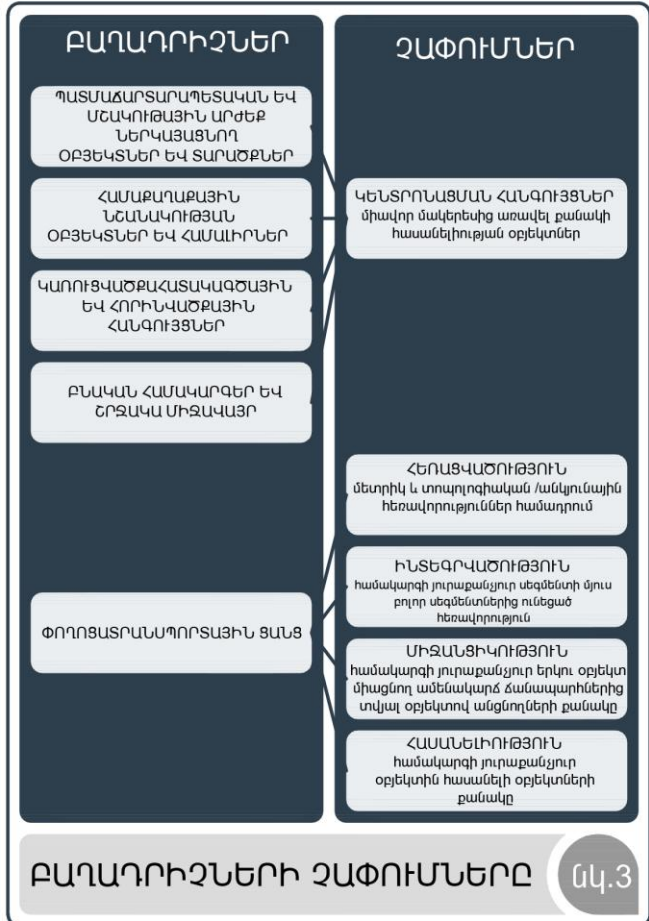 ԲԱՂԱԴՐԻՉՆԵՐ
ՊԱՏՄԱՃԱՐՏԱՐԱՊԵՏԱԿԱՆ ԵՎ
ՄՇԱԿՈՒԹԱՅԻՆ ԱՐԺԵՔ
ՆԵՐԿԱՅԱՑՆՈՂ
ՕԲՅԵԿՏՆԵՐ ԵՎ ՏԱՐԱԾՔՆԵՐ
ՀԱՄԱՔԱՂԱՔԱՅԻՆ
ՆՇԱՆԱԿՈՒԹՅԱՆ
ՕԲՅԵԿՏՆԵՐ ԵՎ ՀԱՄԱԼԻՐՆԵՐ
ԿԱՌՈՒՑՎԱԾՔԱՀԱՏԱԿԱԳԾԱՅԻՆ
ԵՎ ՀՈՐԻՆՎԱԾՔԱՅԻՆ
ՀԱՆԳՈՒՅՑՆԵՐ
ԲՆԱԿԱՆ ՀԱՄԱԿԱՐԳԵՐ ԵՎ
ՇՐՋԱԿԱ ՄԻՋԱՎԱՅՐ
ՓՈՂՈՑԱՏՐԱՆՍՊՈՐՏԱՅԻՆ ՑԱՆՑ
ՉԱՓՈՒՄՆԵՐ
ԿԵՆՏՐՈՆԱՑՄԱՆ ՀԱՆԳՈՒՅՑՆԵՐ
միավոր մակերեսից առավել քանակի
հասանելիության օբյեկտներ
ՀԵՌԱՑՎԱԾՈՒԹՅՈՒՆ
մետրիկ և տոպոլոգիական /անկյունային
հեռավորություններ համադրում
ԻՆՏԵԳՐՎԱԾՈՒԹՅՈՒՆ
համակարգի յուրաքանչյուր սեգմենտի մյուս
բոլոր սեգմենտներից ունեցած
հեռավորություն
ՄԻՋԱՆՑԻԿՈՒԹՅՈՒՆ
համակարգի յուրաքանչյուր երկու օբյեկտ
միացնող ամենակարճ ճանապարհներից
տվյալ օբյեկտով անցնողների քանակը
ՀԱՍԱՆԵԼԻՈՒԹՅՈՒՆ
համակարգի յուրաքանչյուր
օբյեկտին հասանելի օբյեկտների
քանակը
ԲԱՂԱԴՐԻՉՆԵՐԻ ՉԱՓՈՒՄՆԵՐԸ
նկ.3